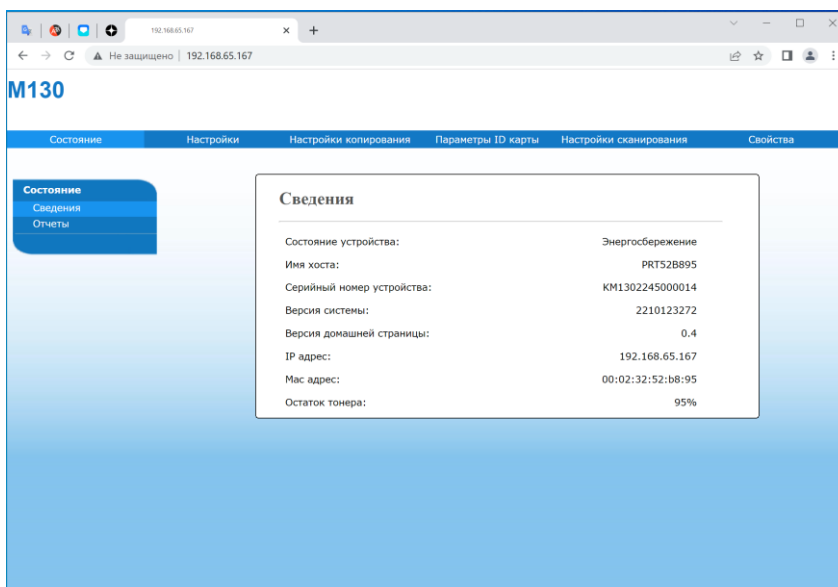 192.168.65.167
Не защищено 192.168.65.167
M130
Состояние Настройки Настройки копирования Параметры ID карты Настройки сканирования Свойства
Состояние
Сведения
Отчеты
Сведения
Состояние устройства: Энергосбережение
Имя хоста: PRT52B895
Серийный номер устройства: KM1302245000014
Версия системы: 2210123272
Версия домашней страницы: 0.4
IP адрес: 192.168.65.167
Mac адрес: 00:02:32:52:b8:95
Остаток тонера: 95%